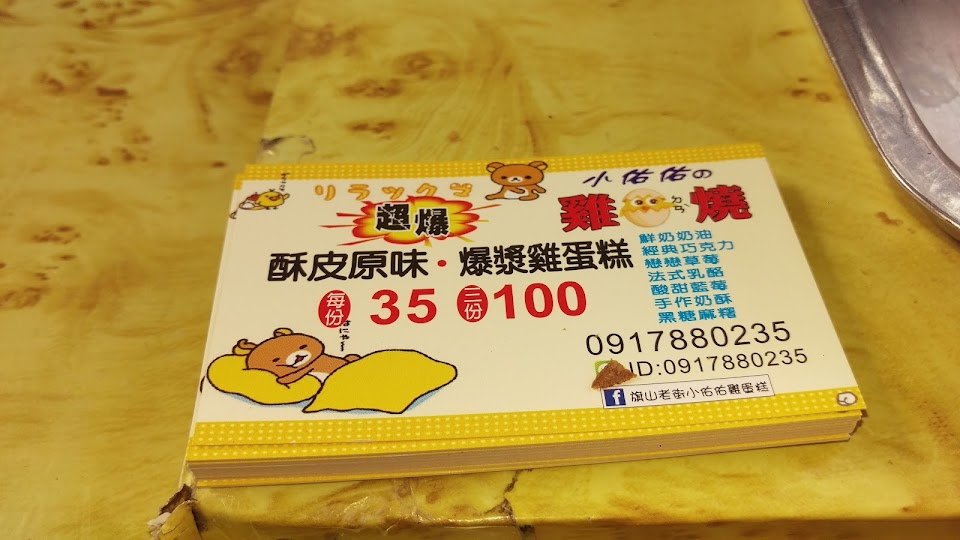 リラックマ
小佑佑の
雞ㄉㄢˋ燒
超爆
酥皮原味·爆漿雞蛋糕
每份 35 三份 100
鮮奶奶油
經典巧克力
戀戀草莓
法式乳酪
酸甜藍莓
手作奶酥
黑糖麻糬
0917880235
ID:0917880235
f 旗山老街小佑佑雞蛋糕